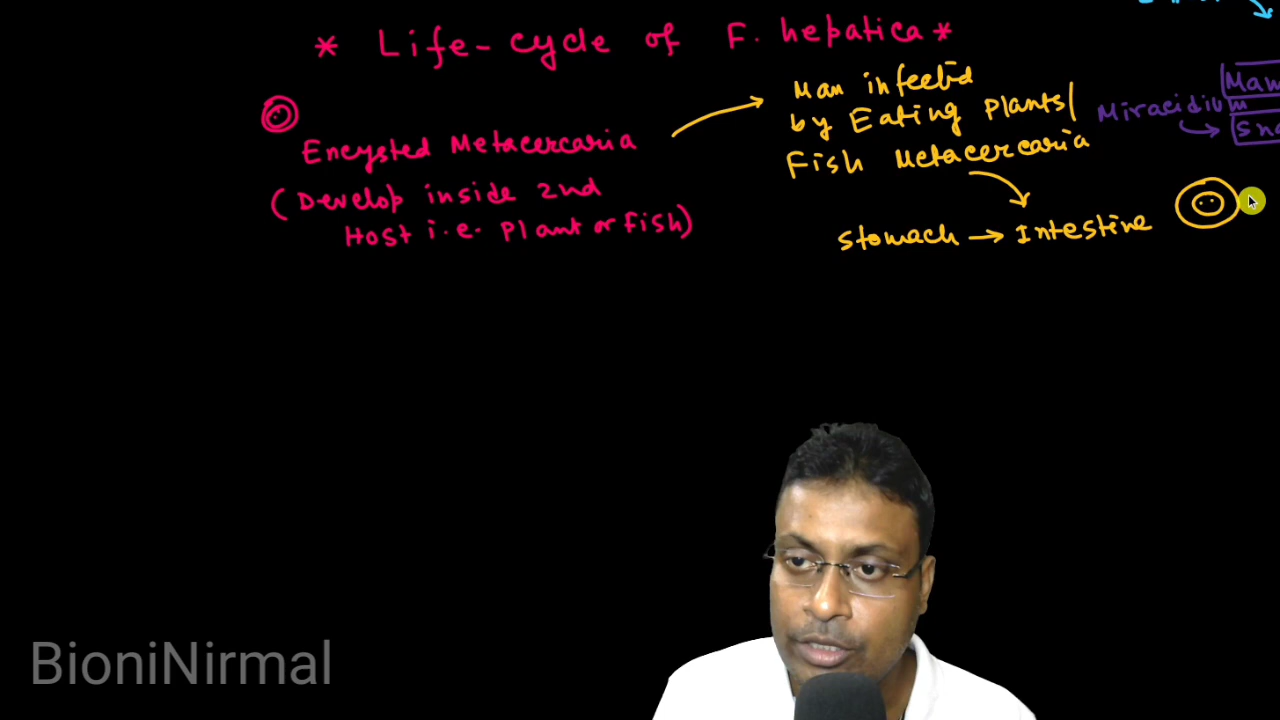 * Life-cycle of F. hepatica *
Encysted Metacercaria
(Develop inside 2nd
Host i.e. Plant or fish)
Man infected
by Eating Plants/
Fish Metacercaria
Stomach → Intestine
Miracidium
BioniNirmal